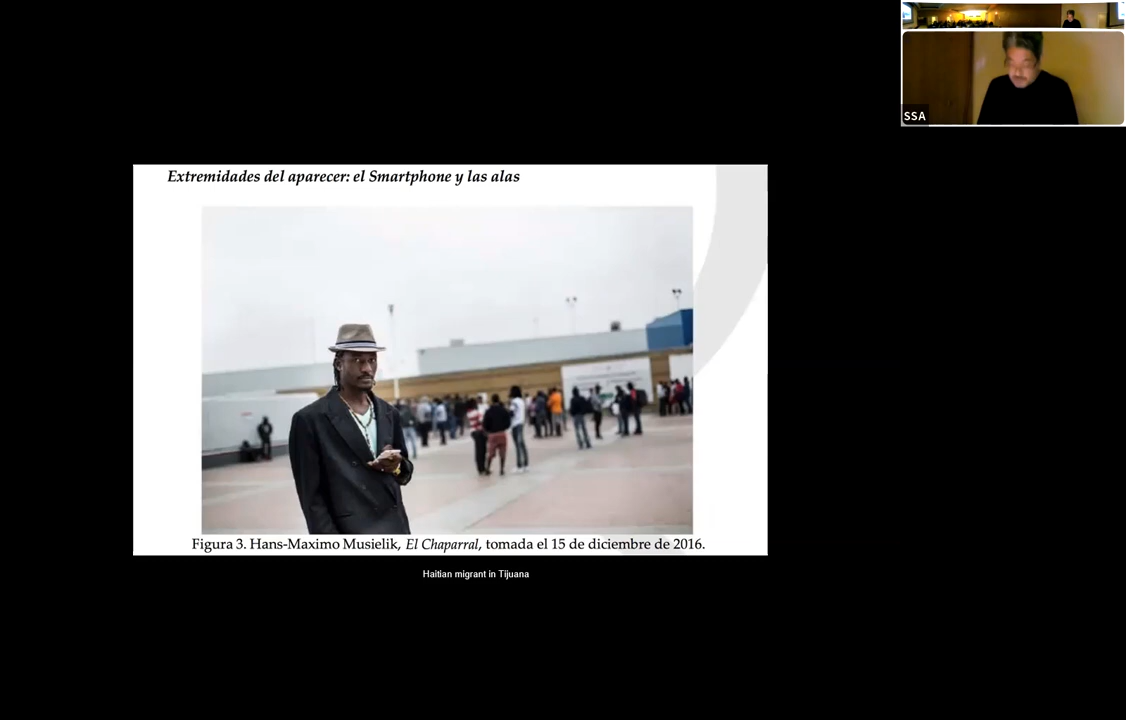 SSA
Extremidades del aparecer: el Smartphone y las alas
Figura 3. Hans-Maximo Musielik, El Chaparral, tomada el 15 de diciembre de 2016.
Haitian migrant in Tijuana